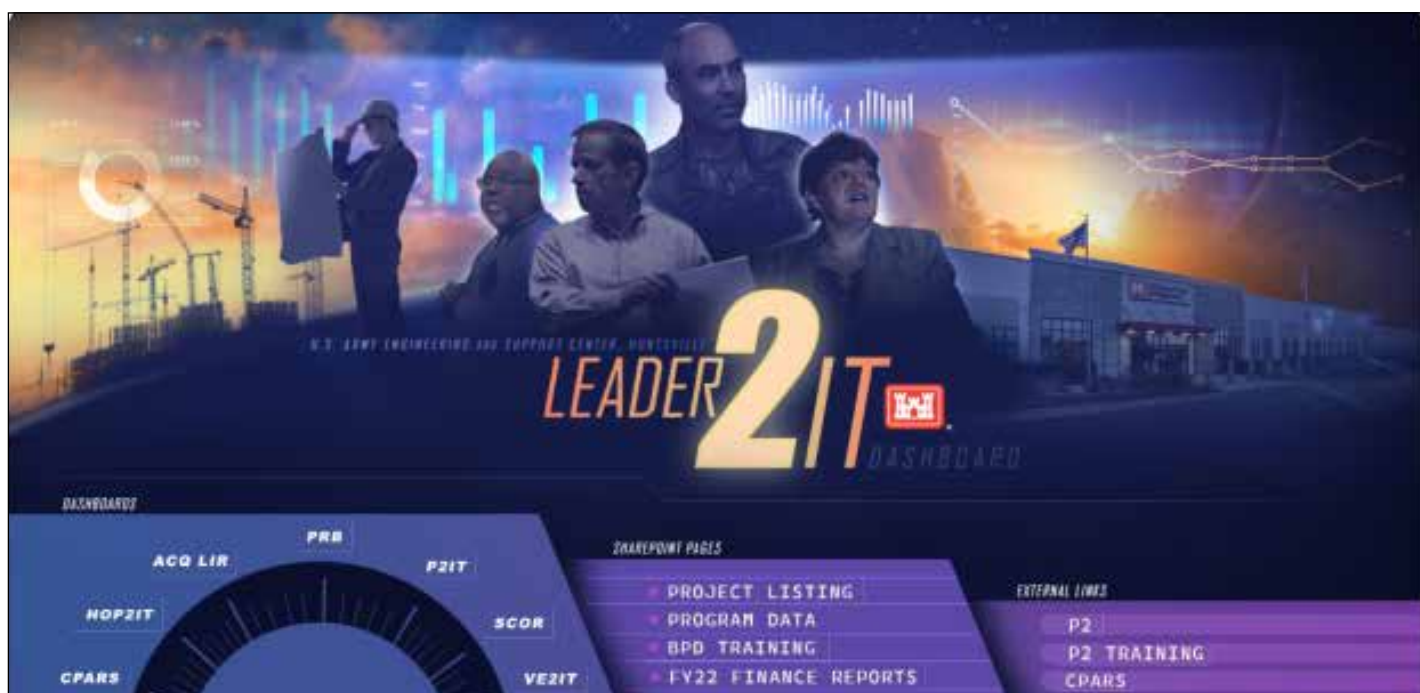 U.S. ARMY ENGINEERING AND SUPPORT CENTER, HUNTSVILLE
LEADER2IT
DASHBOARD
DASHBOARDS
PRB
ACQ LIR
P2IT
HOP2IT
SCOR
CPARS
VE2IT
SHAREPOINT PAGES
PROJECT LISTING
PROGRAM DATA
BPD TRAINING
FY22 FINANCE REPORTS
EXTERNAL LINKS
P2
P2 TRAINING
CPARS